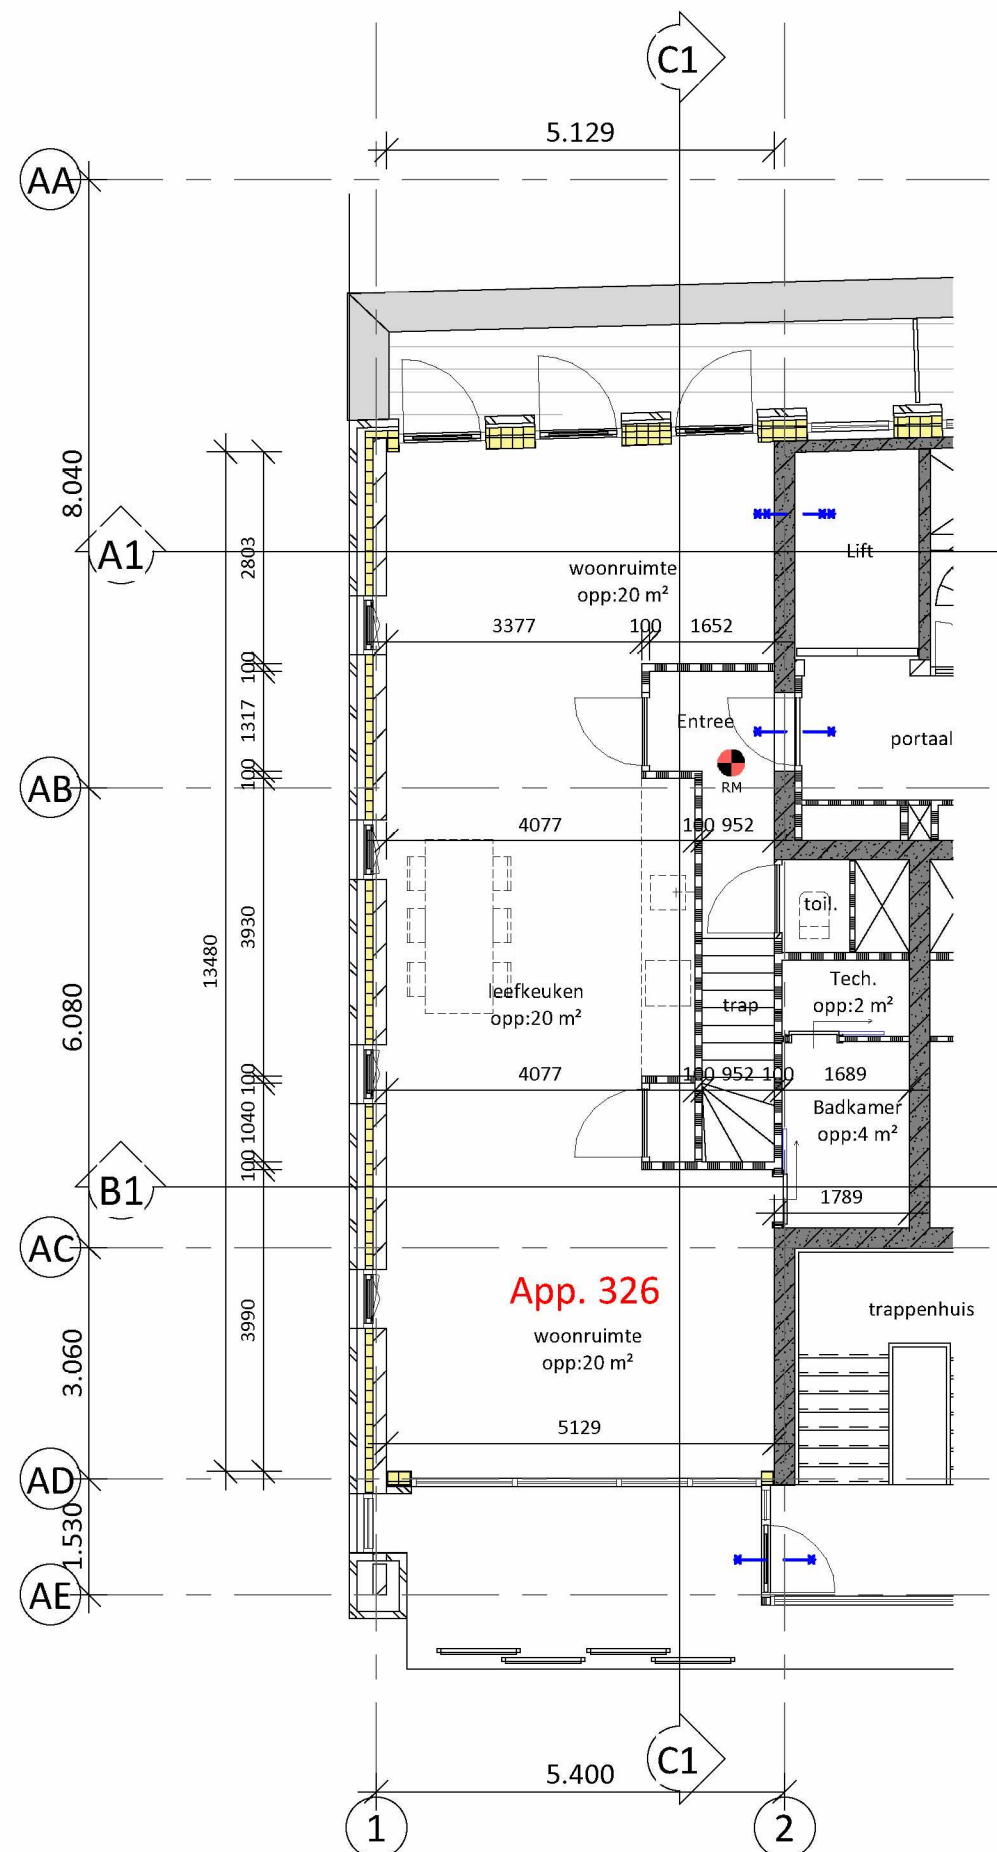 C1
5.129
AA
8.040
A1
2803
woonruimte
opp:20 m²
Lift
3377
100
1652
100
1317
100
Entree
portaal
RM
AB
4077
100
952
13480
3930
toil.
leefkeuken
opp:20 m²
trap
Tech.
opp:2 m²
6.080
100
4077
100
952
100
1689
1040
Badkamer
opp:4 m²
100
B1
1789
AC
App. 326
woonruimte
opp:20 m²
trappenhuis
3.060
3990
5129
AD
1.530
AE
C1
5.400
1
2